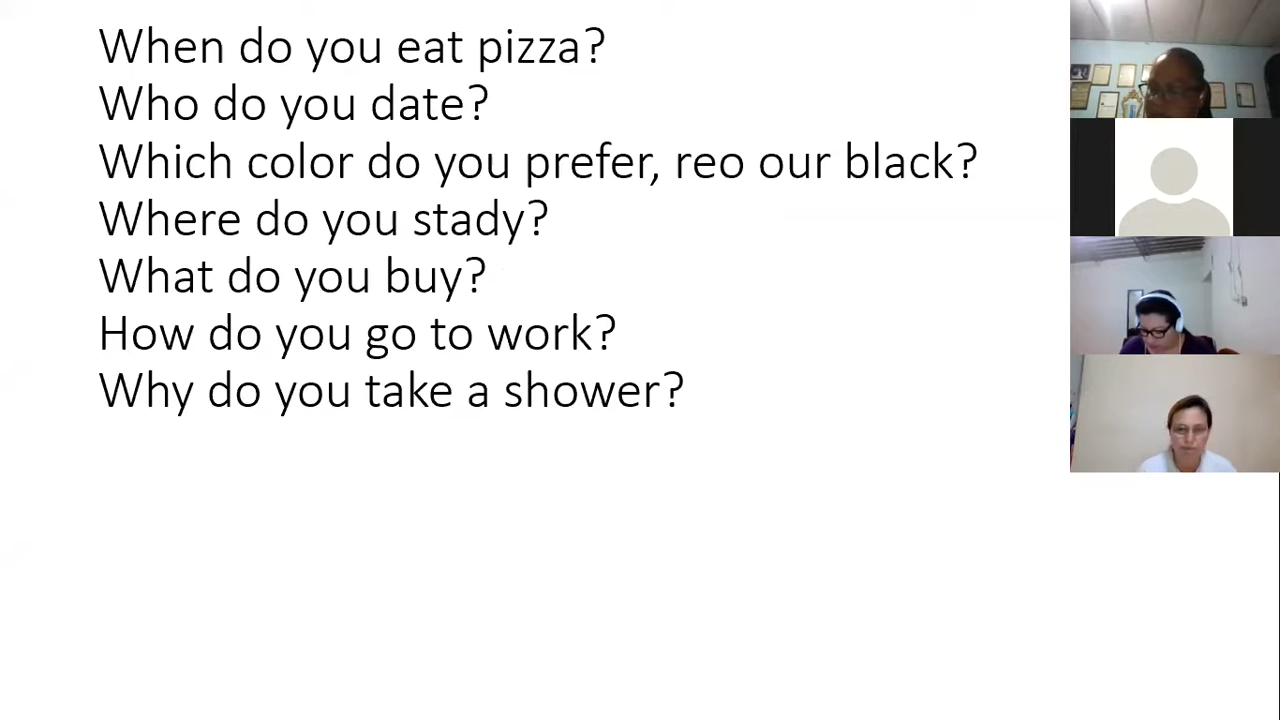 When do you eat pizza?
Who do you date?
Which color do you prefer, reo our black?
Where do you stady?
What do you buy?
How do you go to work?
Why do you take a shower?